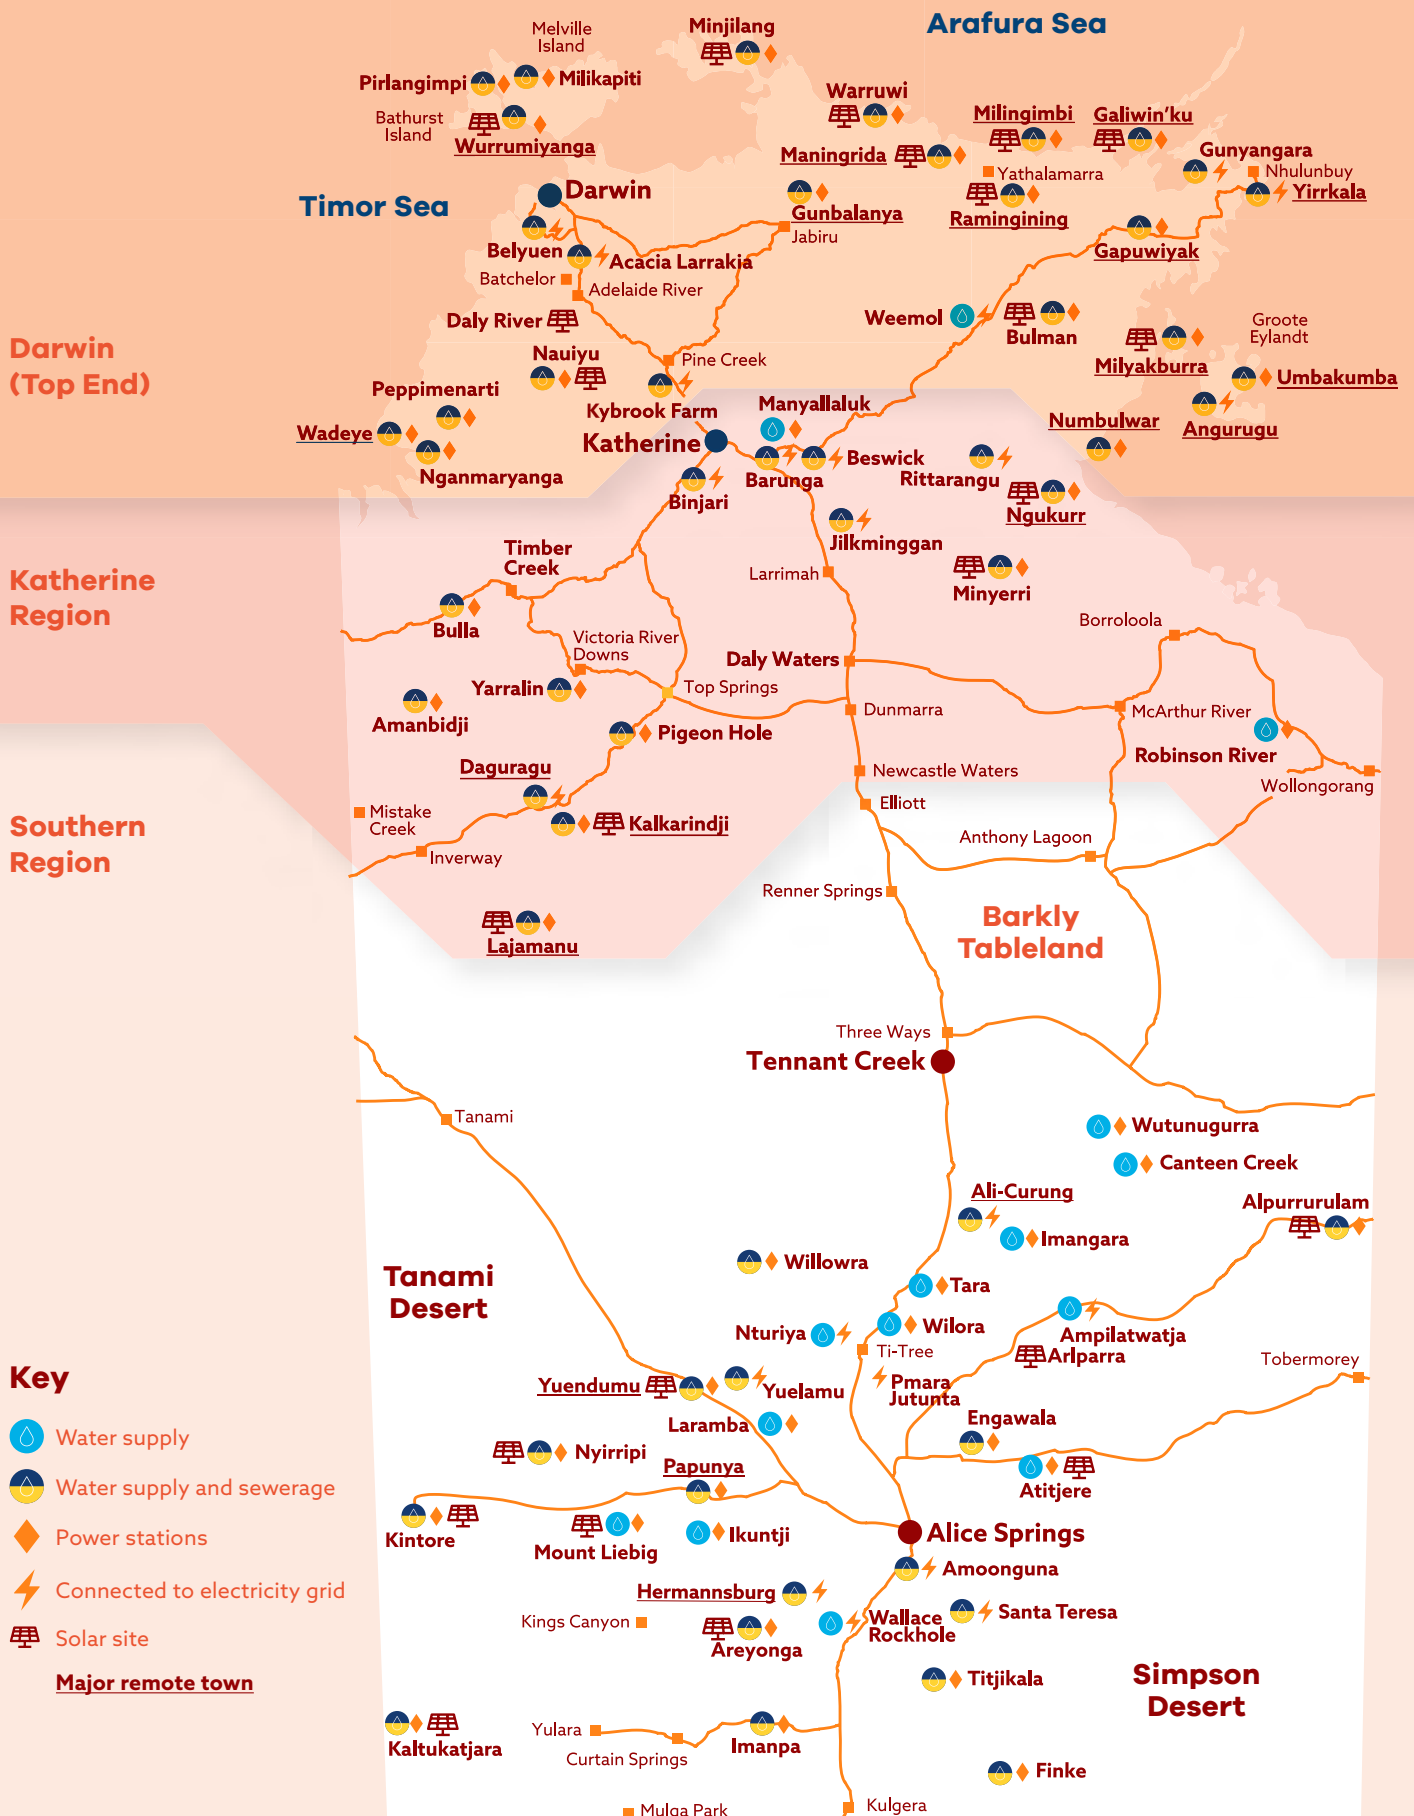 Arafura Sea
Melville
Island
Minjilang
Pirlangimpi
Milikapiti
Warruwi
Bathurst
Island
Wurrumiyanga
Milingimbi
Galiwin'ku
Maningrida
Gunyangara
Yathalamarra
Nhulunbuy
Timor Sea
Darwin
Yirrkala
Gunbalanya
Ramingining
Jabiru
Belyuen
Acacia Larrakia
Gapuwiyak
Batchelor
Adelaide River
Daly River
Weemol
Bulman
Groote
Eylandt
Darwin
(Top End)
Nauiyu
Pine Creek
Milyakburra
Peppimenarti
Umbakumba
Kybrook Farm
Manyallaluk
Wadeye
Numbulwar
Angurugu
Katherine
Nganmaryanga
Barunga
Beswick
Rittarangu
Binjari
Ngukurr
Jilkminggan
Timber
Creek
Larrimah
Minyerri
Katherine
Region
Bulla
Borroloola
Victoria River
Downs
Daly Waters
Yarralin
Top Springs
Amanbidji
Dunmarra
McArthur River
Pigeon Hole
Robinson River
Daguragu
Newcastle Waters
Wollongorang
Mistake
Creek
Elliott
Southern
Region
Kalkarindji
Anthony Lagoon
Inverway
Renner Springs
Barkly
Tableland
Lajamanu
Three Ways
Tennant Creek
Tanami
Wutunugurra
Canteen Creek
Ali-Curung
Alpurrurulam
Imangara
Willowra
Tanami
Desert
Tara
Nturiya
Wilora
Ampilatwatja
Ti-Tree
Arlparra
Tobermorey
Key
Yuendumu
Yuelamu
Pmara
Jutunta
Laramba
Engawala
Water supply
Nyirripi
Papunya
Atitjere
Water supply and sewerage
Kintore
Mount Liebig
Ikuntji
Alice Springs
Power stations
Amoonguna
Connected to electricity grid
Hermannsburg
Kings Canyon
Wallace
Rockhole
Santa Teresa
Solar site
Areyonga
Major remote town
Titjikala
Simpson
Desert
Kaltukatjara
Yulara
Curtain Springs
Imanpa
Finke
Mulga Park
Kulgera